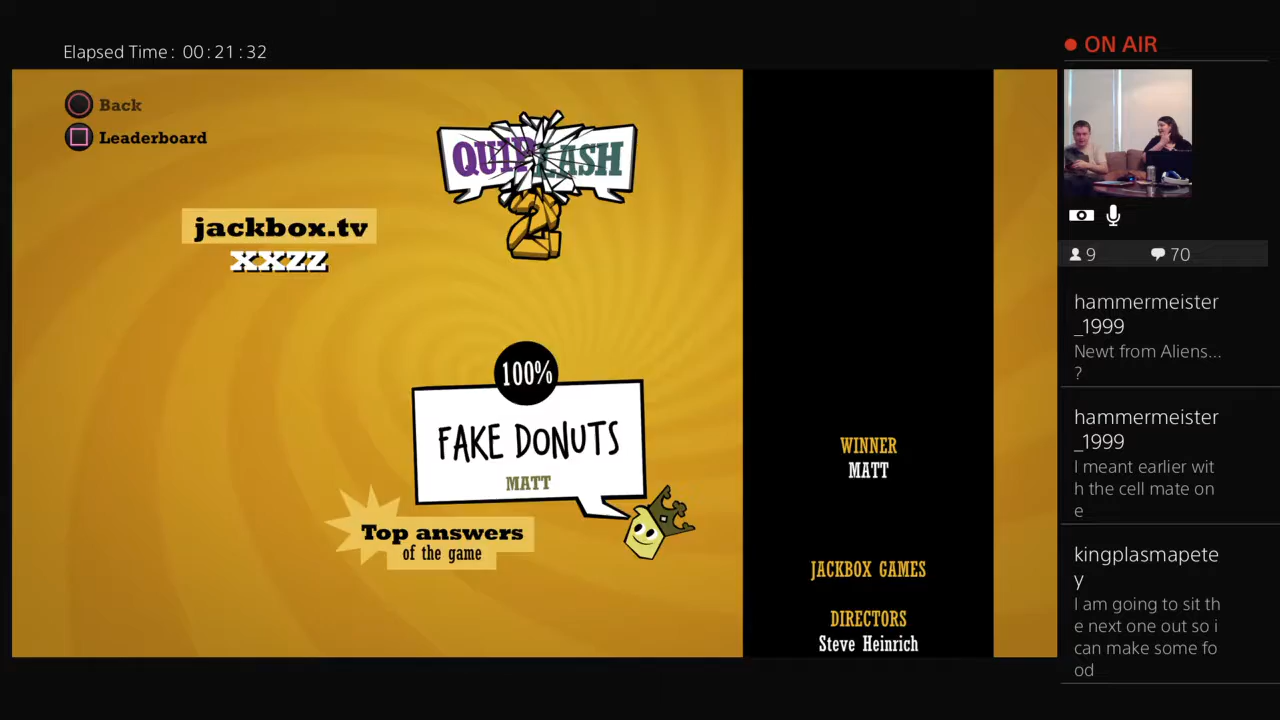 Elapsed Time: 00:21:32
ON AIR
Back
Leaderboard
QUIPLASH
2
jackbox.tv
XXZZ
100%
FAKE DONUTS
MATT
Top answers
of the game
WINNER
MATT
JACKBOX GAMES
DIRECTORS
Steve Heinrich
9
70
hammermeister
_1999
Newt from Aliens...
?
hammermeister
_1999
I meant earlier wit
h the cell mate on
e
kingplasmapete
y
I am going to sit th
e next one out so i
can make some fo
od